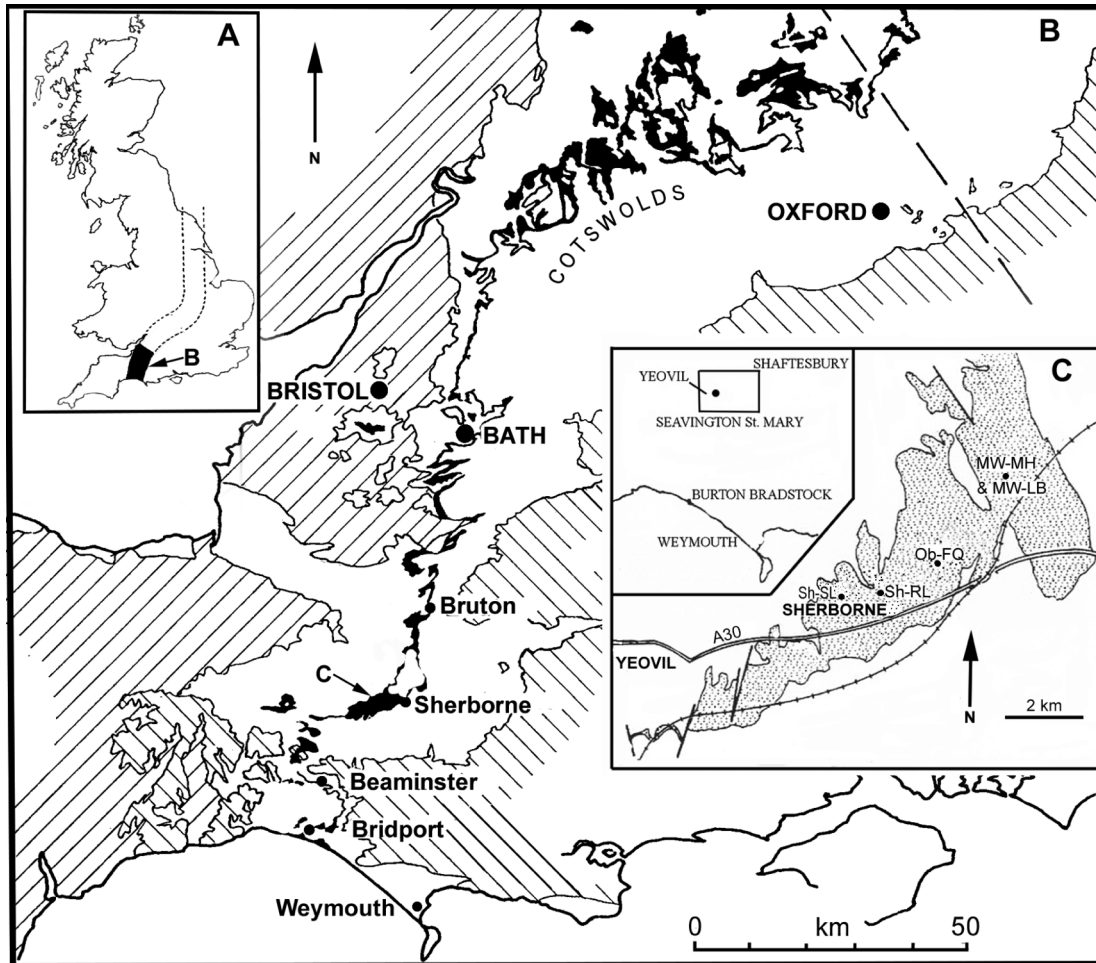 A
N
B
B
COTSWOLDS
OXFORD
BRISTOL
BATH
Bruton
C
Sherborne
Beaminster
Bridport
Weymouth
0 km 50
C
SHAFTESBURY
YEOVIL
SEAVINGTON St. MARY
BURTON BRADSTOCK
WEYMOUTH
MW-MH
& MW-LB
Ob-FQ
Sh-SL
Sh-RL
SHERBORNE
A30
YEOVIL
N
2 km